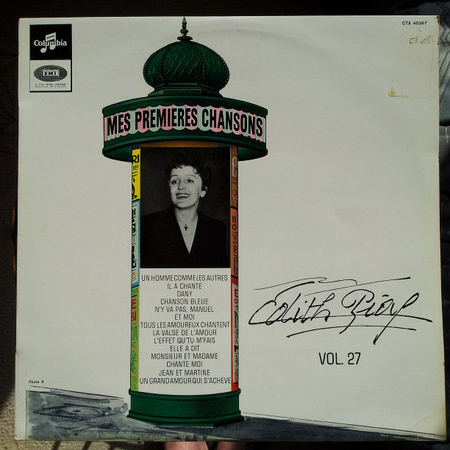 Columbia
EMI
CTX 40367
MES PREMIERES CHANSONS
UN HOMME COMME LES AUTRES
IL A CHANTE
DANY
CHANSON BLEUE
N'Y VA PAS, MANUEL
ET MOI
TOUS LES AMOUREUX CHANTENT
LA VALSE DE L'AMOUR
L'EFFET QU'TU M'FAIS
ELLE A DIT
MONSIEUR ET MADAME
CHANTE MOI
JEAN ET MARTINE
UN GRAND AMOUR QUI S'ACHEVE
Edith Piaf
VOL. 27